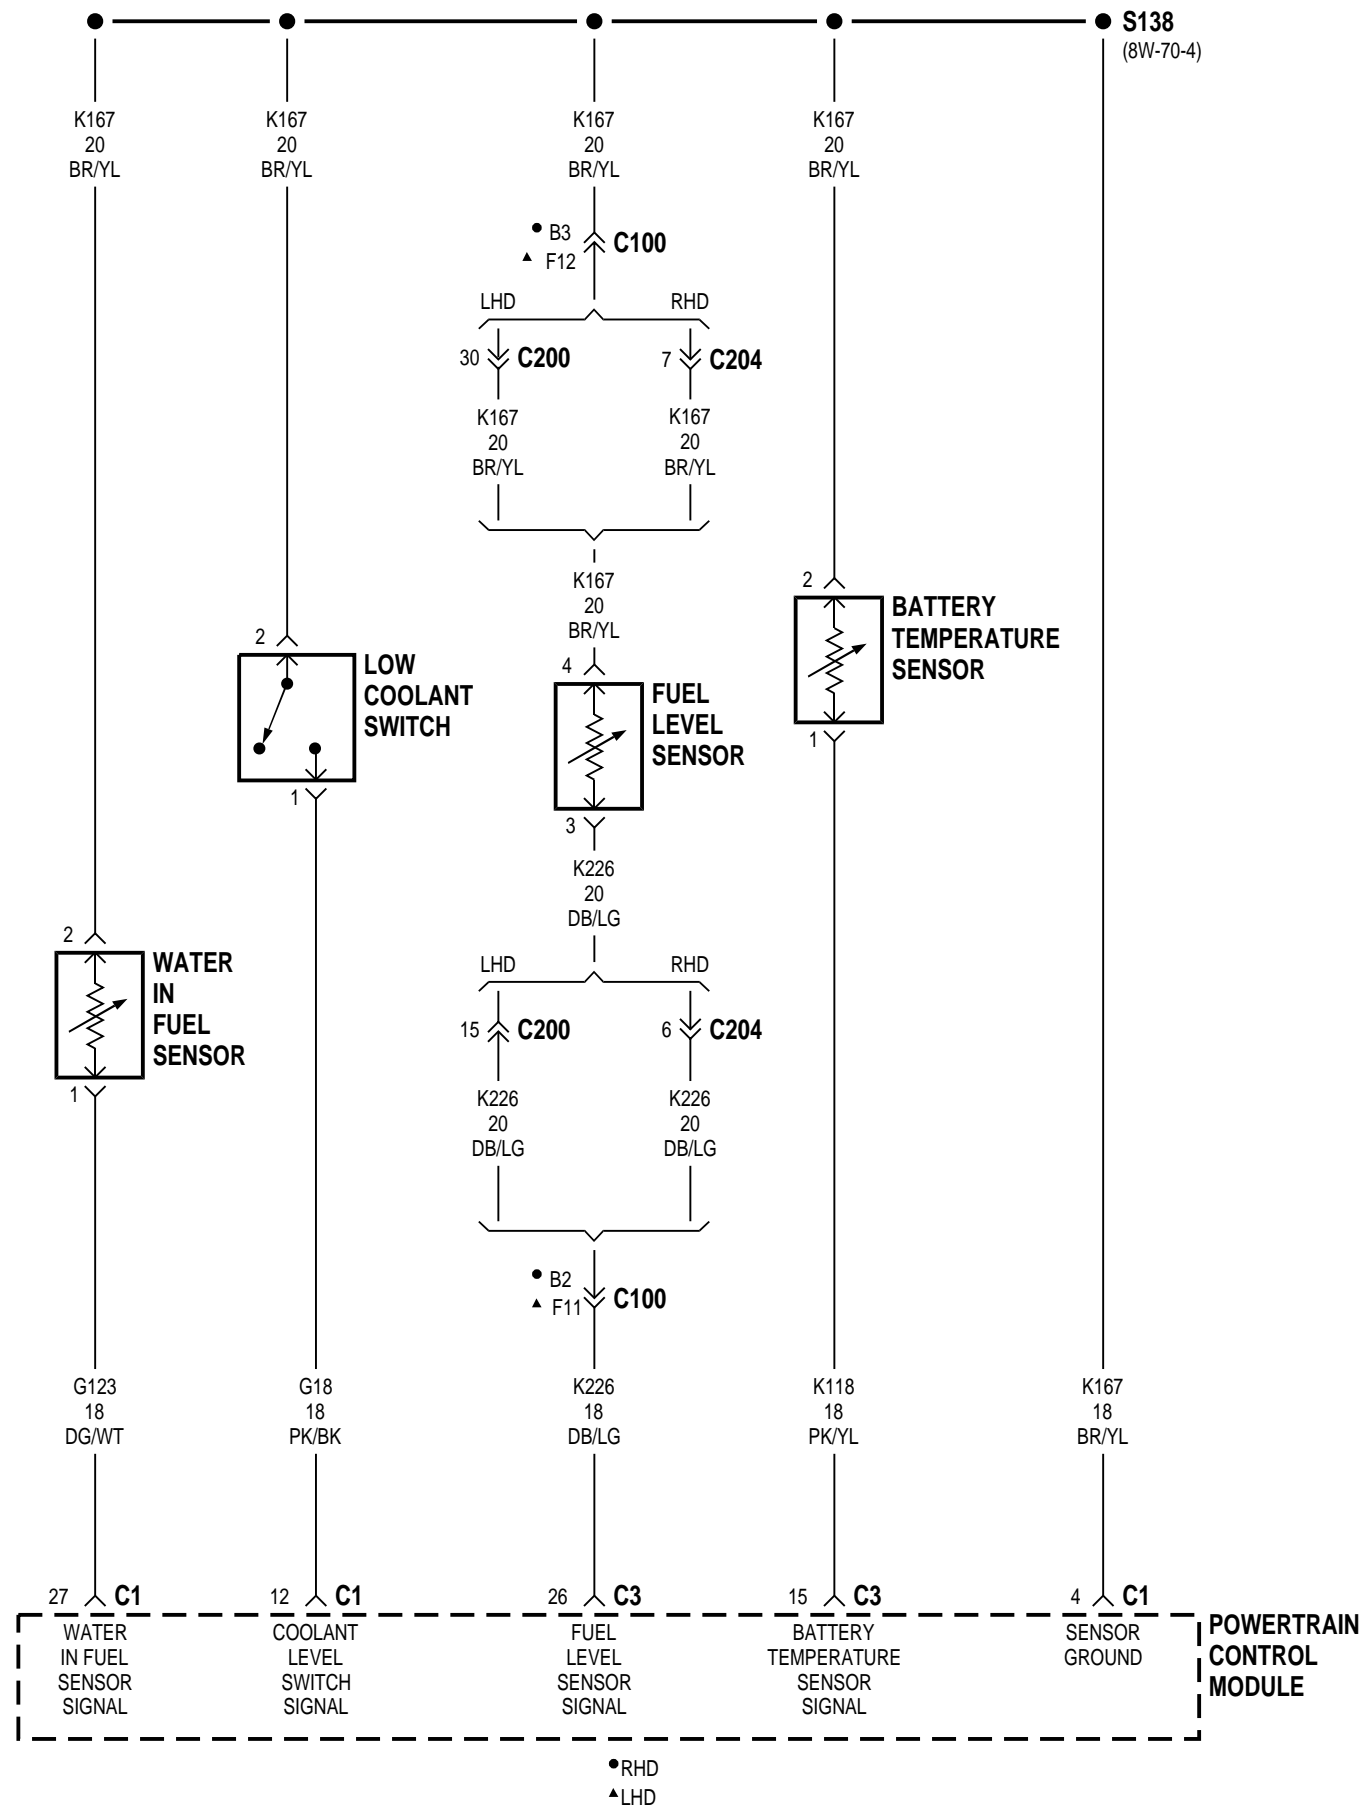 S138
(8W-70-4)
K167
20
BR/YL
K167
20
BR/YL
K167
20
BR/YL
K167
20
BR/YL
B3
F12
C100
LHD
RHD
30
C200
7
C204
K167
20
BR/YL
K167
20
BR/YL
K167
20
BR/YL
2
BATTERY
TEMPERATURE
SENSOR
1
2
LOW
COOLANT
SWITCH
1
4
FUEL
LEVEL
SENSOR
3
K226
20
DB/LG
2
WATER
IN
FUEL
SENSOR
1
LHD
RHD
15
C200
6
C204
K226
20
DB/LG
K226
20
DB/LG
B2
F11
C100
G123
18
DG/WT
G18
18
PK/BK
K226
18
DB/LG
K118
18
PK/YL
K167
18
BR/YL
27
C1
12
C1
26
C3
15
C3
4
C1
WATER
IN FUEL
SENSOR
SIGNAL
COOLANT
LEVEL
SWITCH
SIGNAL
FUEL
LEVEL
SENSOR
SIGNAL
BATTERY
TEMPERATURE
SENSOR
SIGNAL
SENSOR
GROUND
POWERTRAIN
CONTROL
MODULE
RHD
LHD